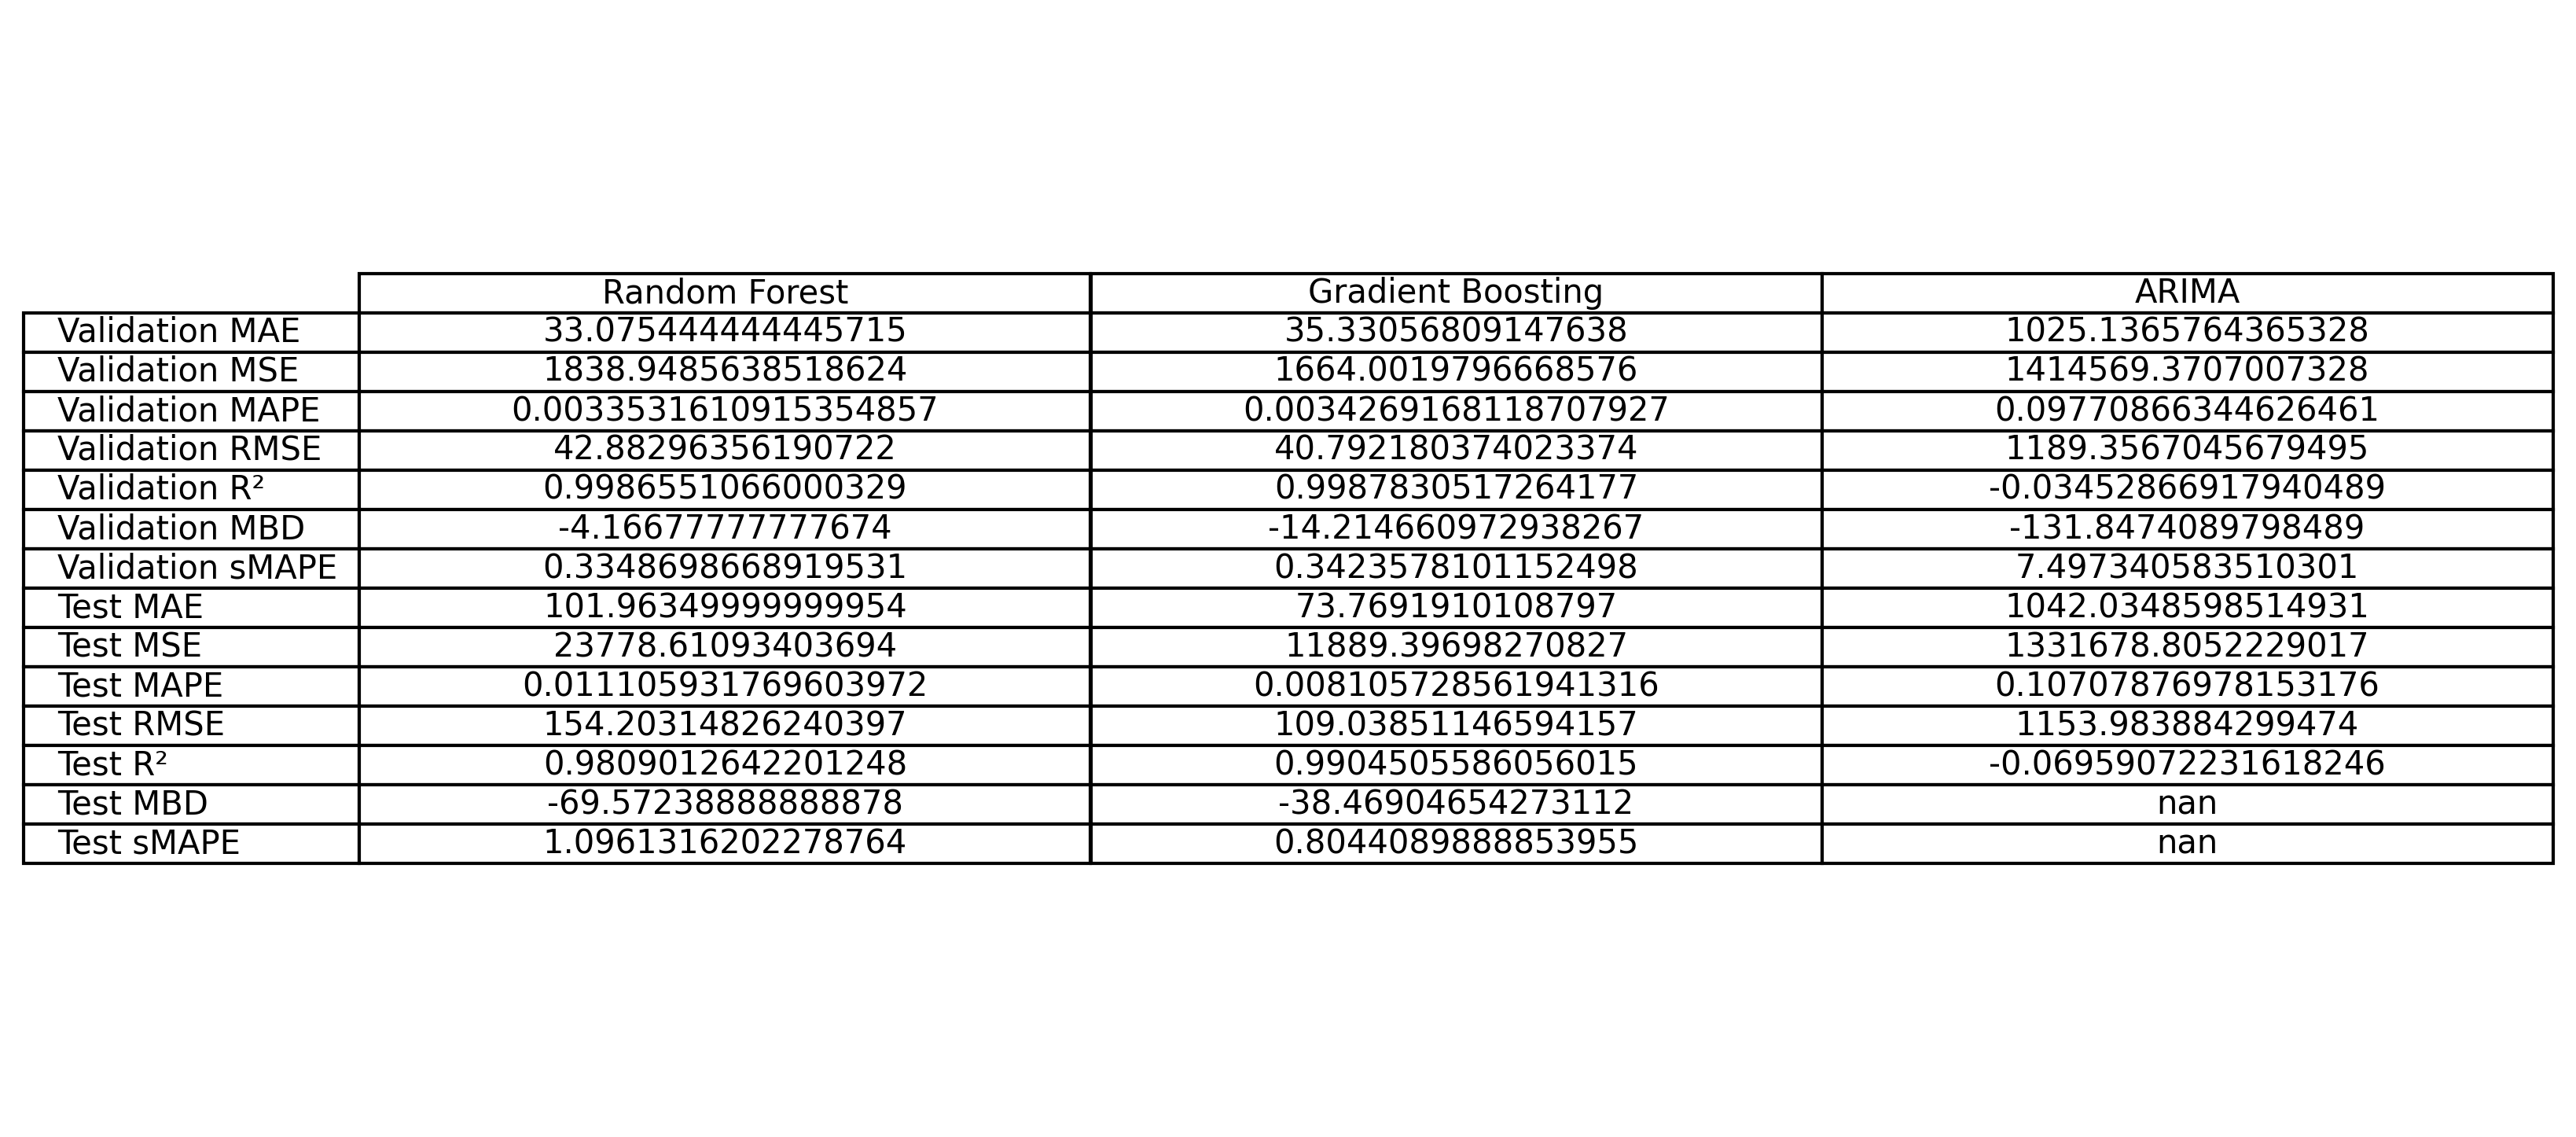 Random Forest Gradient Boosting ARIMA
Validation MAE 33.075444444445715 35.33056809147638 1025.1365764365328
Validation MSE 1838.9485638518624 1664.0019796668576 1414569.3707007328
Validation MAPE 0.0033531610915354857 0.0034269168118707927 0.09770866344626461
Validation RMSE 42.88296356190722 40.792180374023374 1189.3567045679495
Validation R² 0.9986551066000329 0.9987830517264177 -0.03452866917940489
Validation MBD -4.16677777777674 -14.214660972938267 -131.8474089798489
Validation sMAPE 0.3348698668919531 0.3423578101152498 7.497340583510301
Test MAE 101.96349999999954 73.7691910108797 1042.0348598514931
Test MSE 23778.61093403694 11889.39698270827 1331678.8052229017
Test MAPE 0.011105931769603972 0.008105728561941316 0.10707876978153176
Test RMSE 154.20314826240397 109.03851146594157 1153.983884299474
Test R² 0.9809012642201248 0.9904505586056015 -0.06959072231618246
Test MBD -69.57238888888878 -38.46904654273112 nan
Test sMAPE 1.0961316202278764 0.8044089888853955 nan